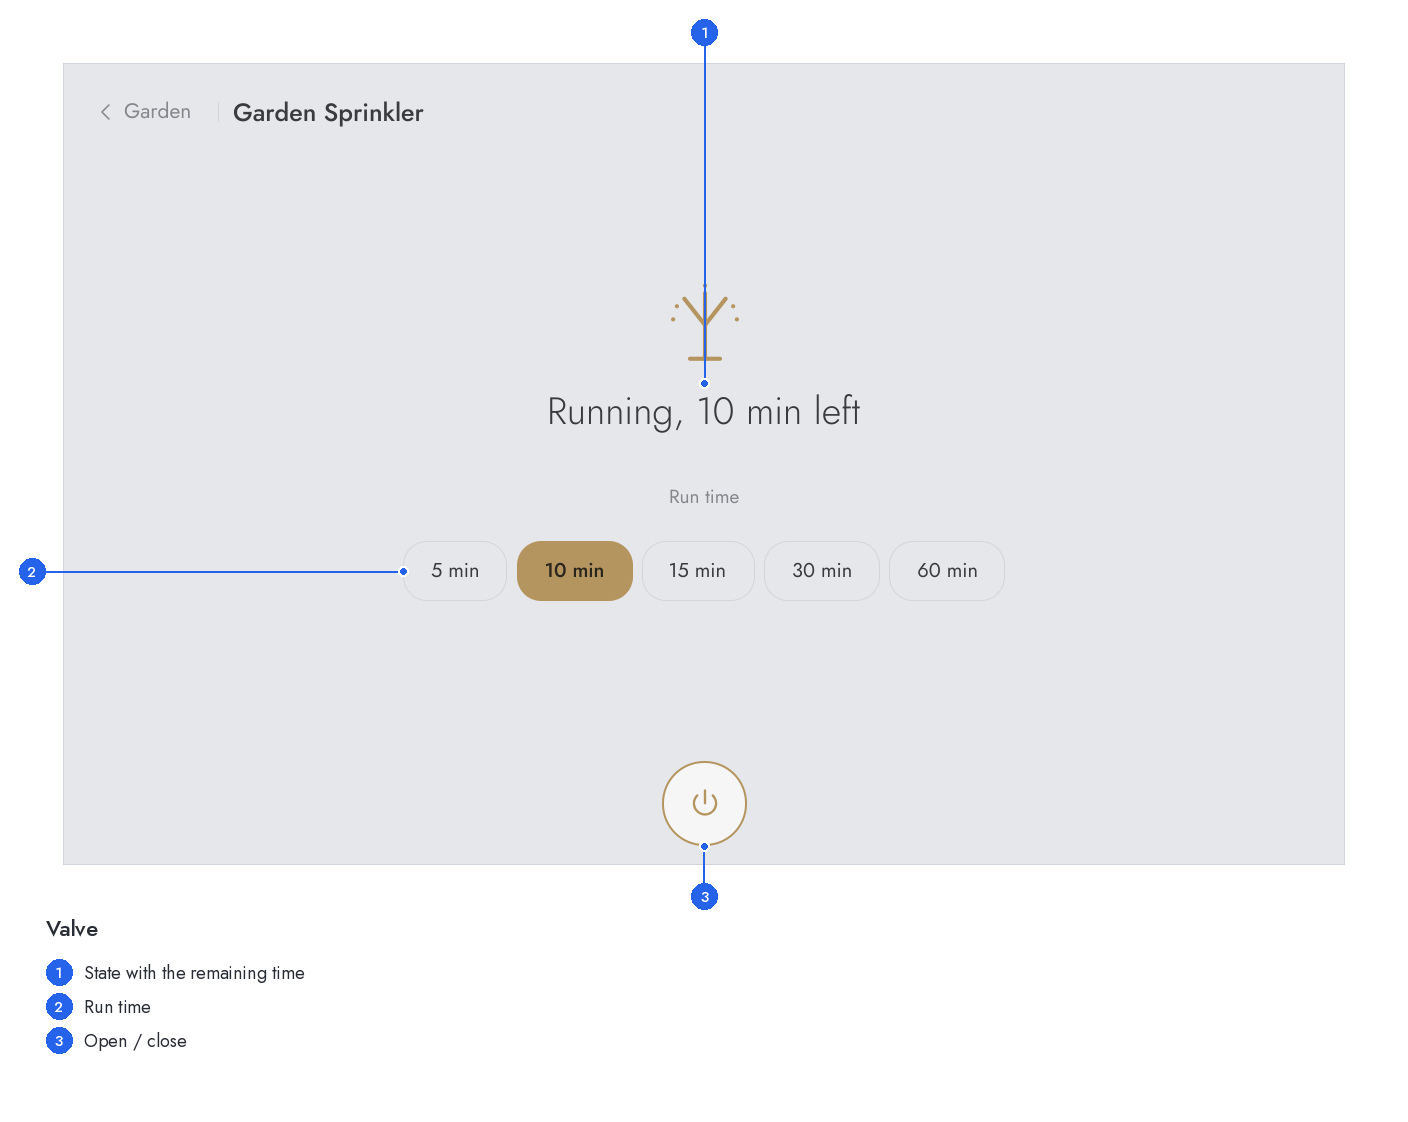 1
Garden
Garden Sprinkler
Running, 10 min left
Run time
2
5 min
10 min
15 min
30 min
60 min
3
Valve
1 State with the remaining time
2 Run time
3 Open / close